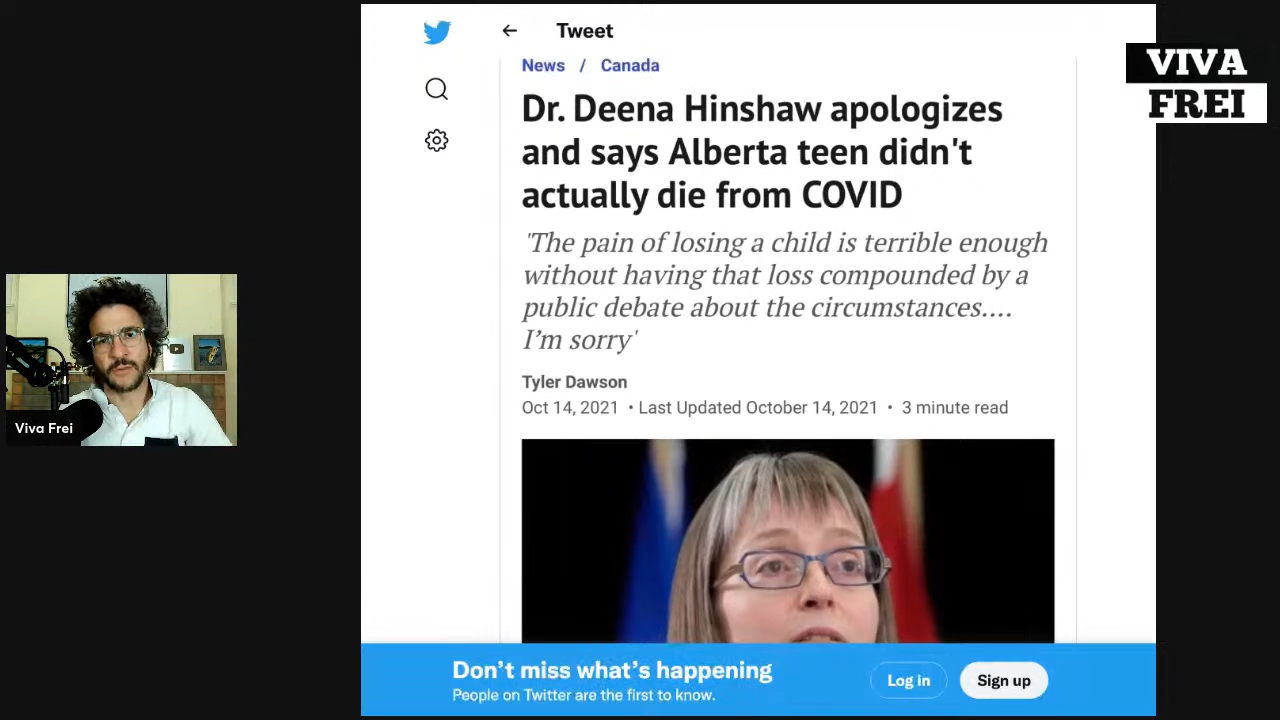 Tweet
News / Canada
Dr. Deena Hinshaw apologizes
and says Alberta teen didn't
actually die from COVID
'The pain of losing a child is terrible enough
without having that loss compounded by a
public debate about the circumstances....
I'm sorry'
Tyler Dawson
Oct 14, 2021 • Last Updated October 14, 2021 • 3 minute read
Don't miss what's happening
People on Twitter are the first to know.
Log in
Sign up
VIVA
FREI
Viva Frei